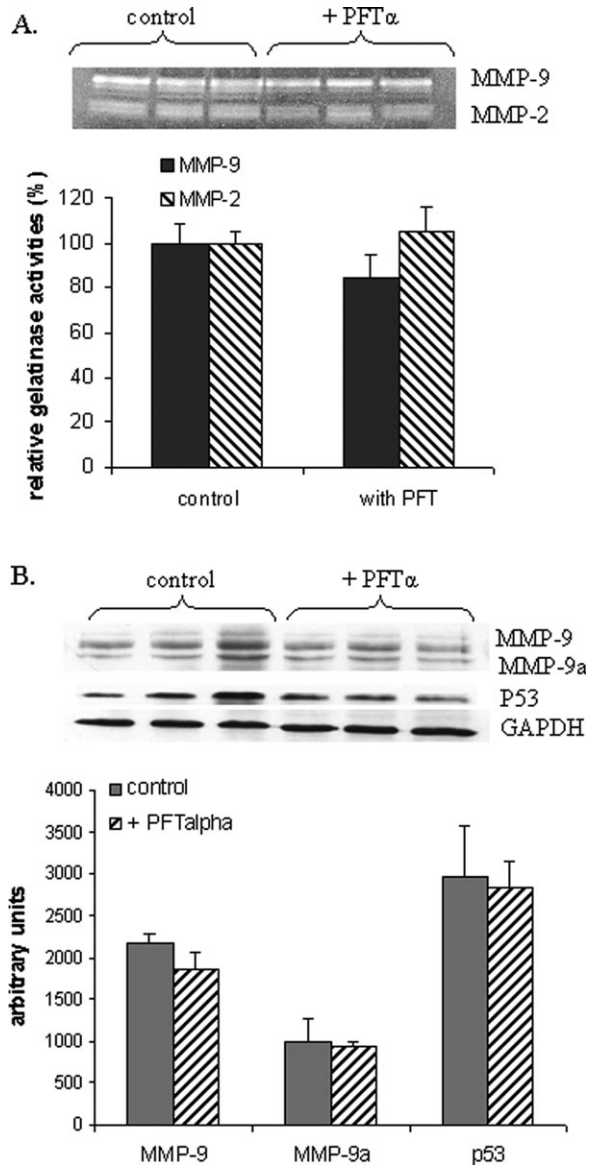 A.
control
+ PFTα
MMP-9
MMP-2
MMP-9
MMP-2
relative gelatinase activities (%)
120
100
80
60
40
20
0
control
with PFT
B.
control
+ PFTα
MMP-9
MMP-9a
P53
GAPDH
control
+ PFTalpha
arbitrary units
4000
3500
3000
2500
2000
1500
1000
500
0
MMP-9
MMP-9a
p53